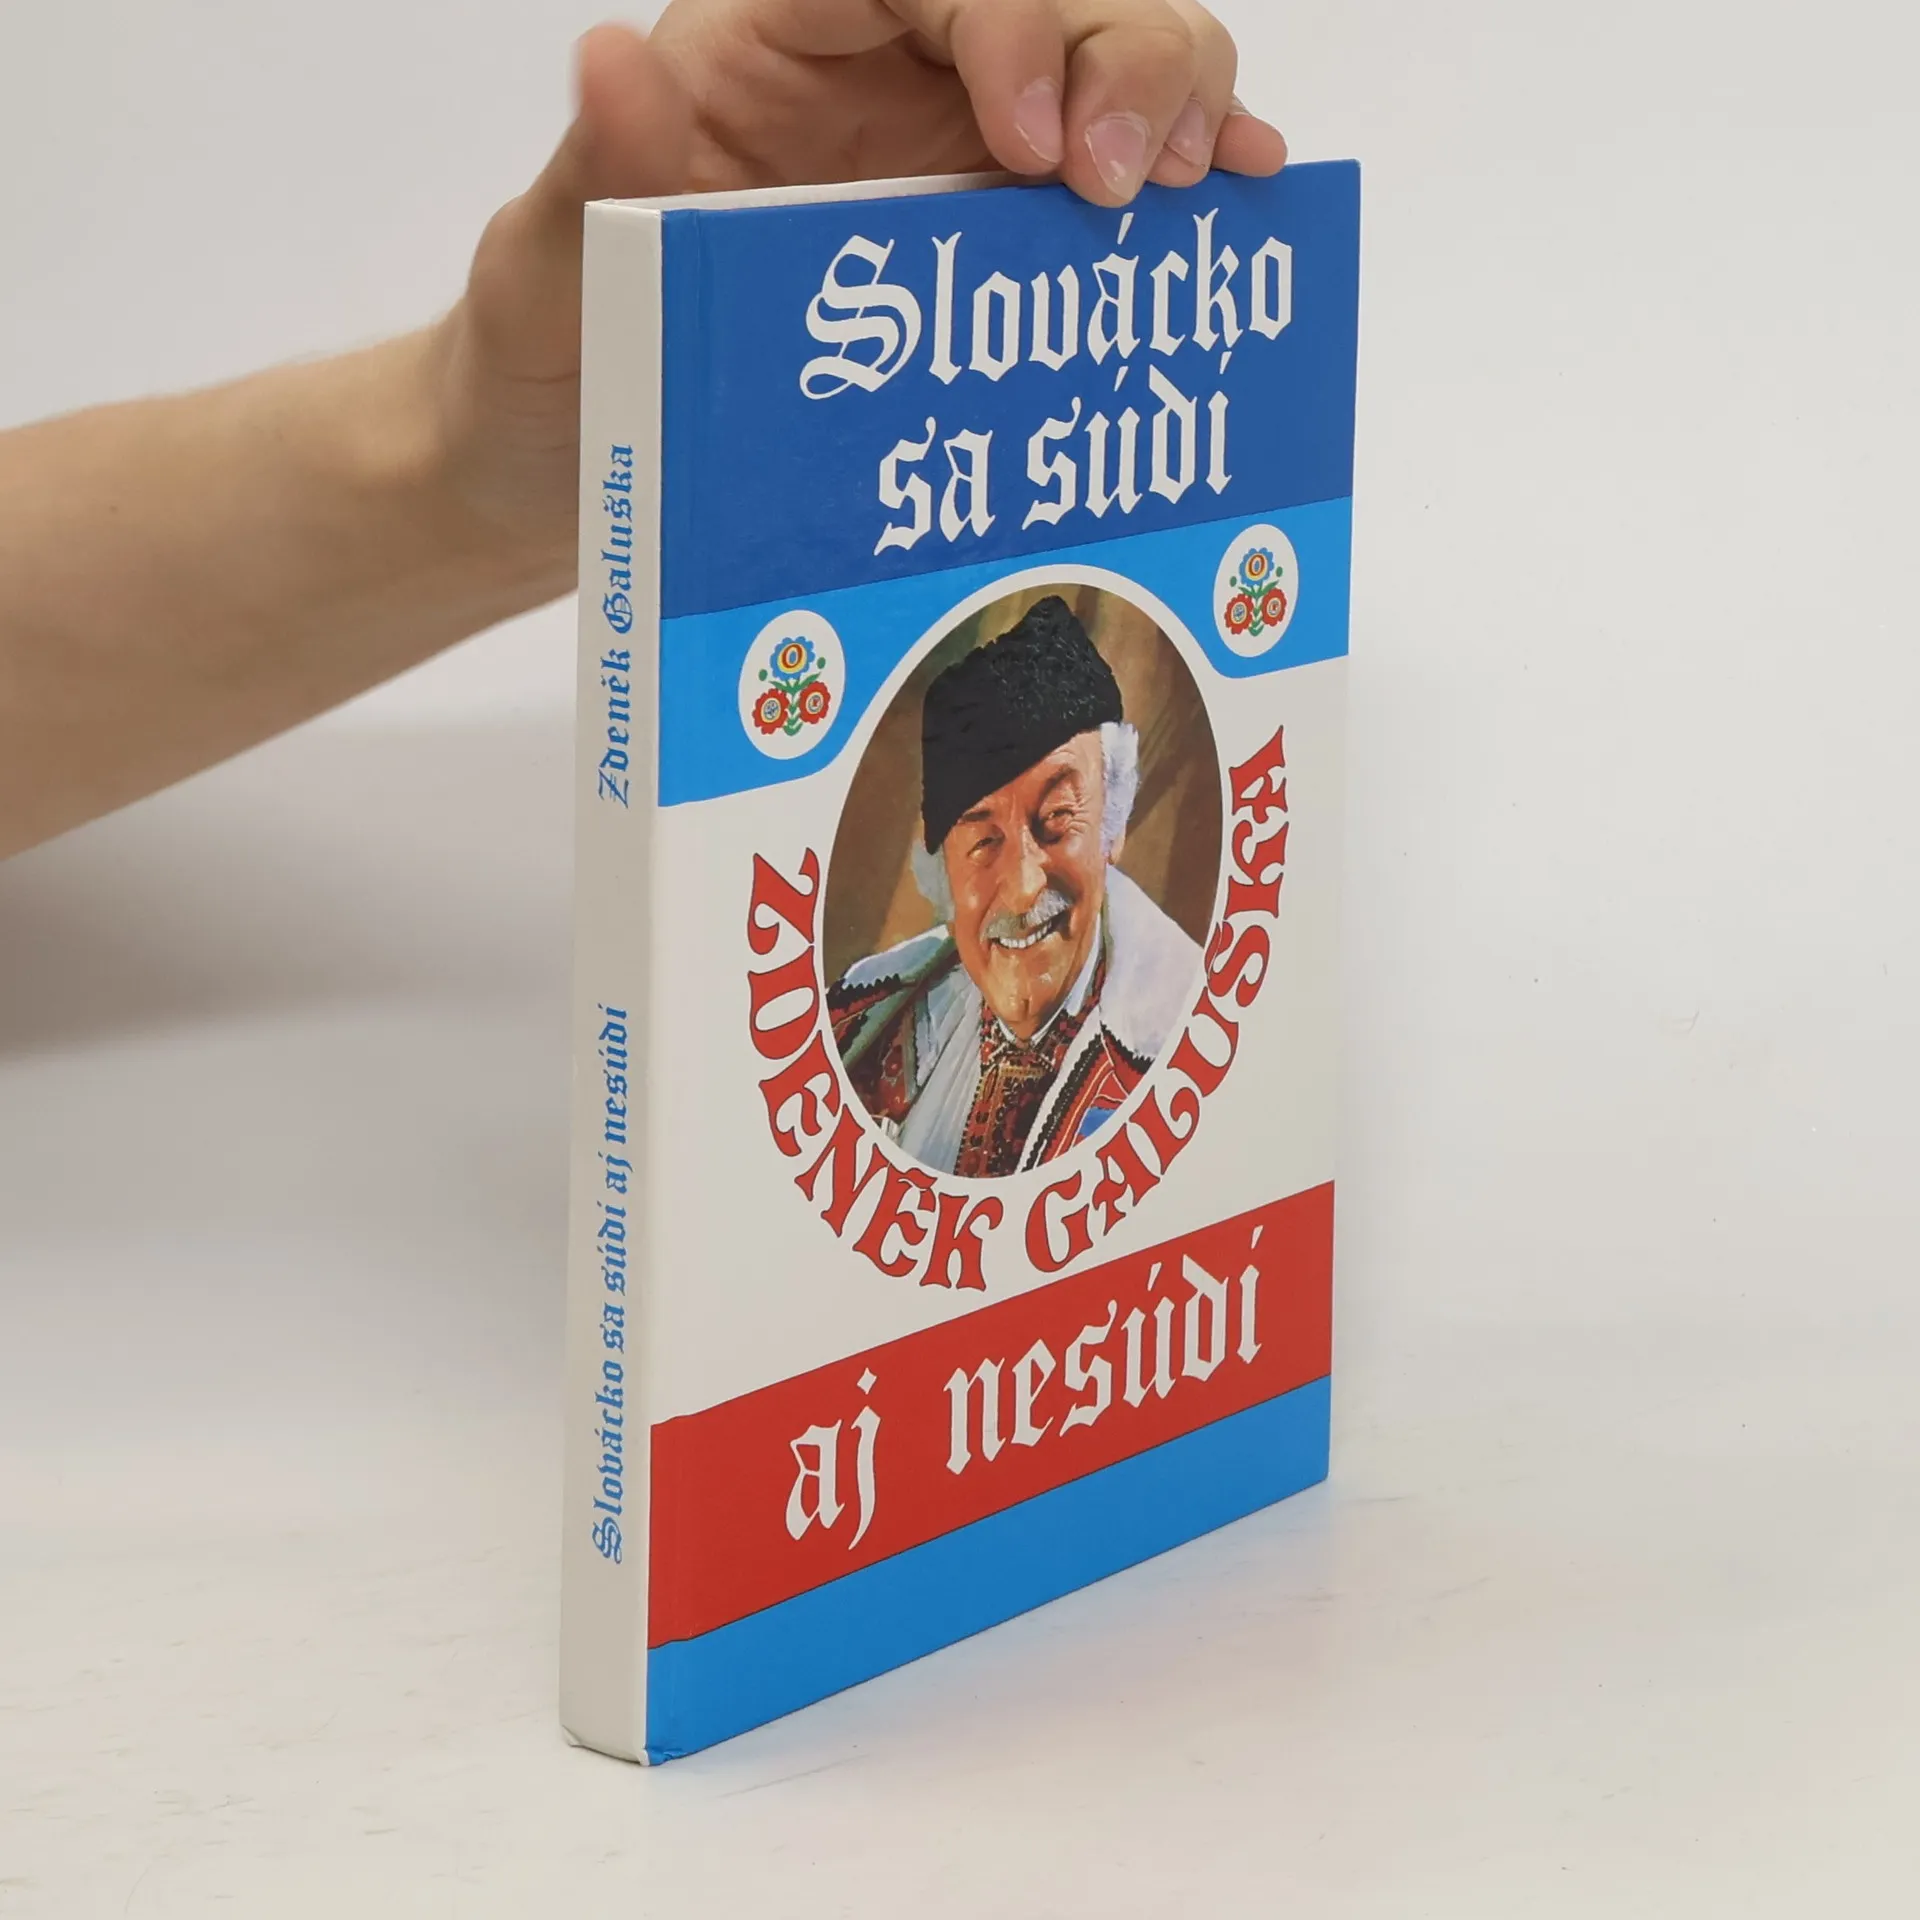 Slovácko
sa súdí
ZDENĚK GALUŠKA
aj nesúdí
Slovácko sa súdí aj nesúdí Zdeněk Galuška